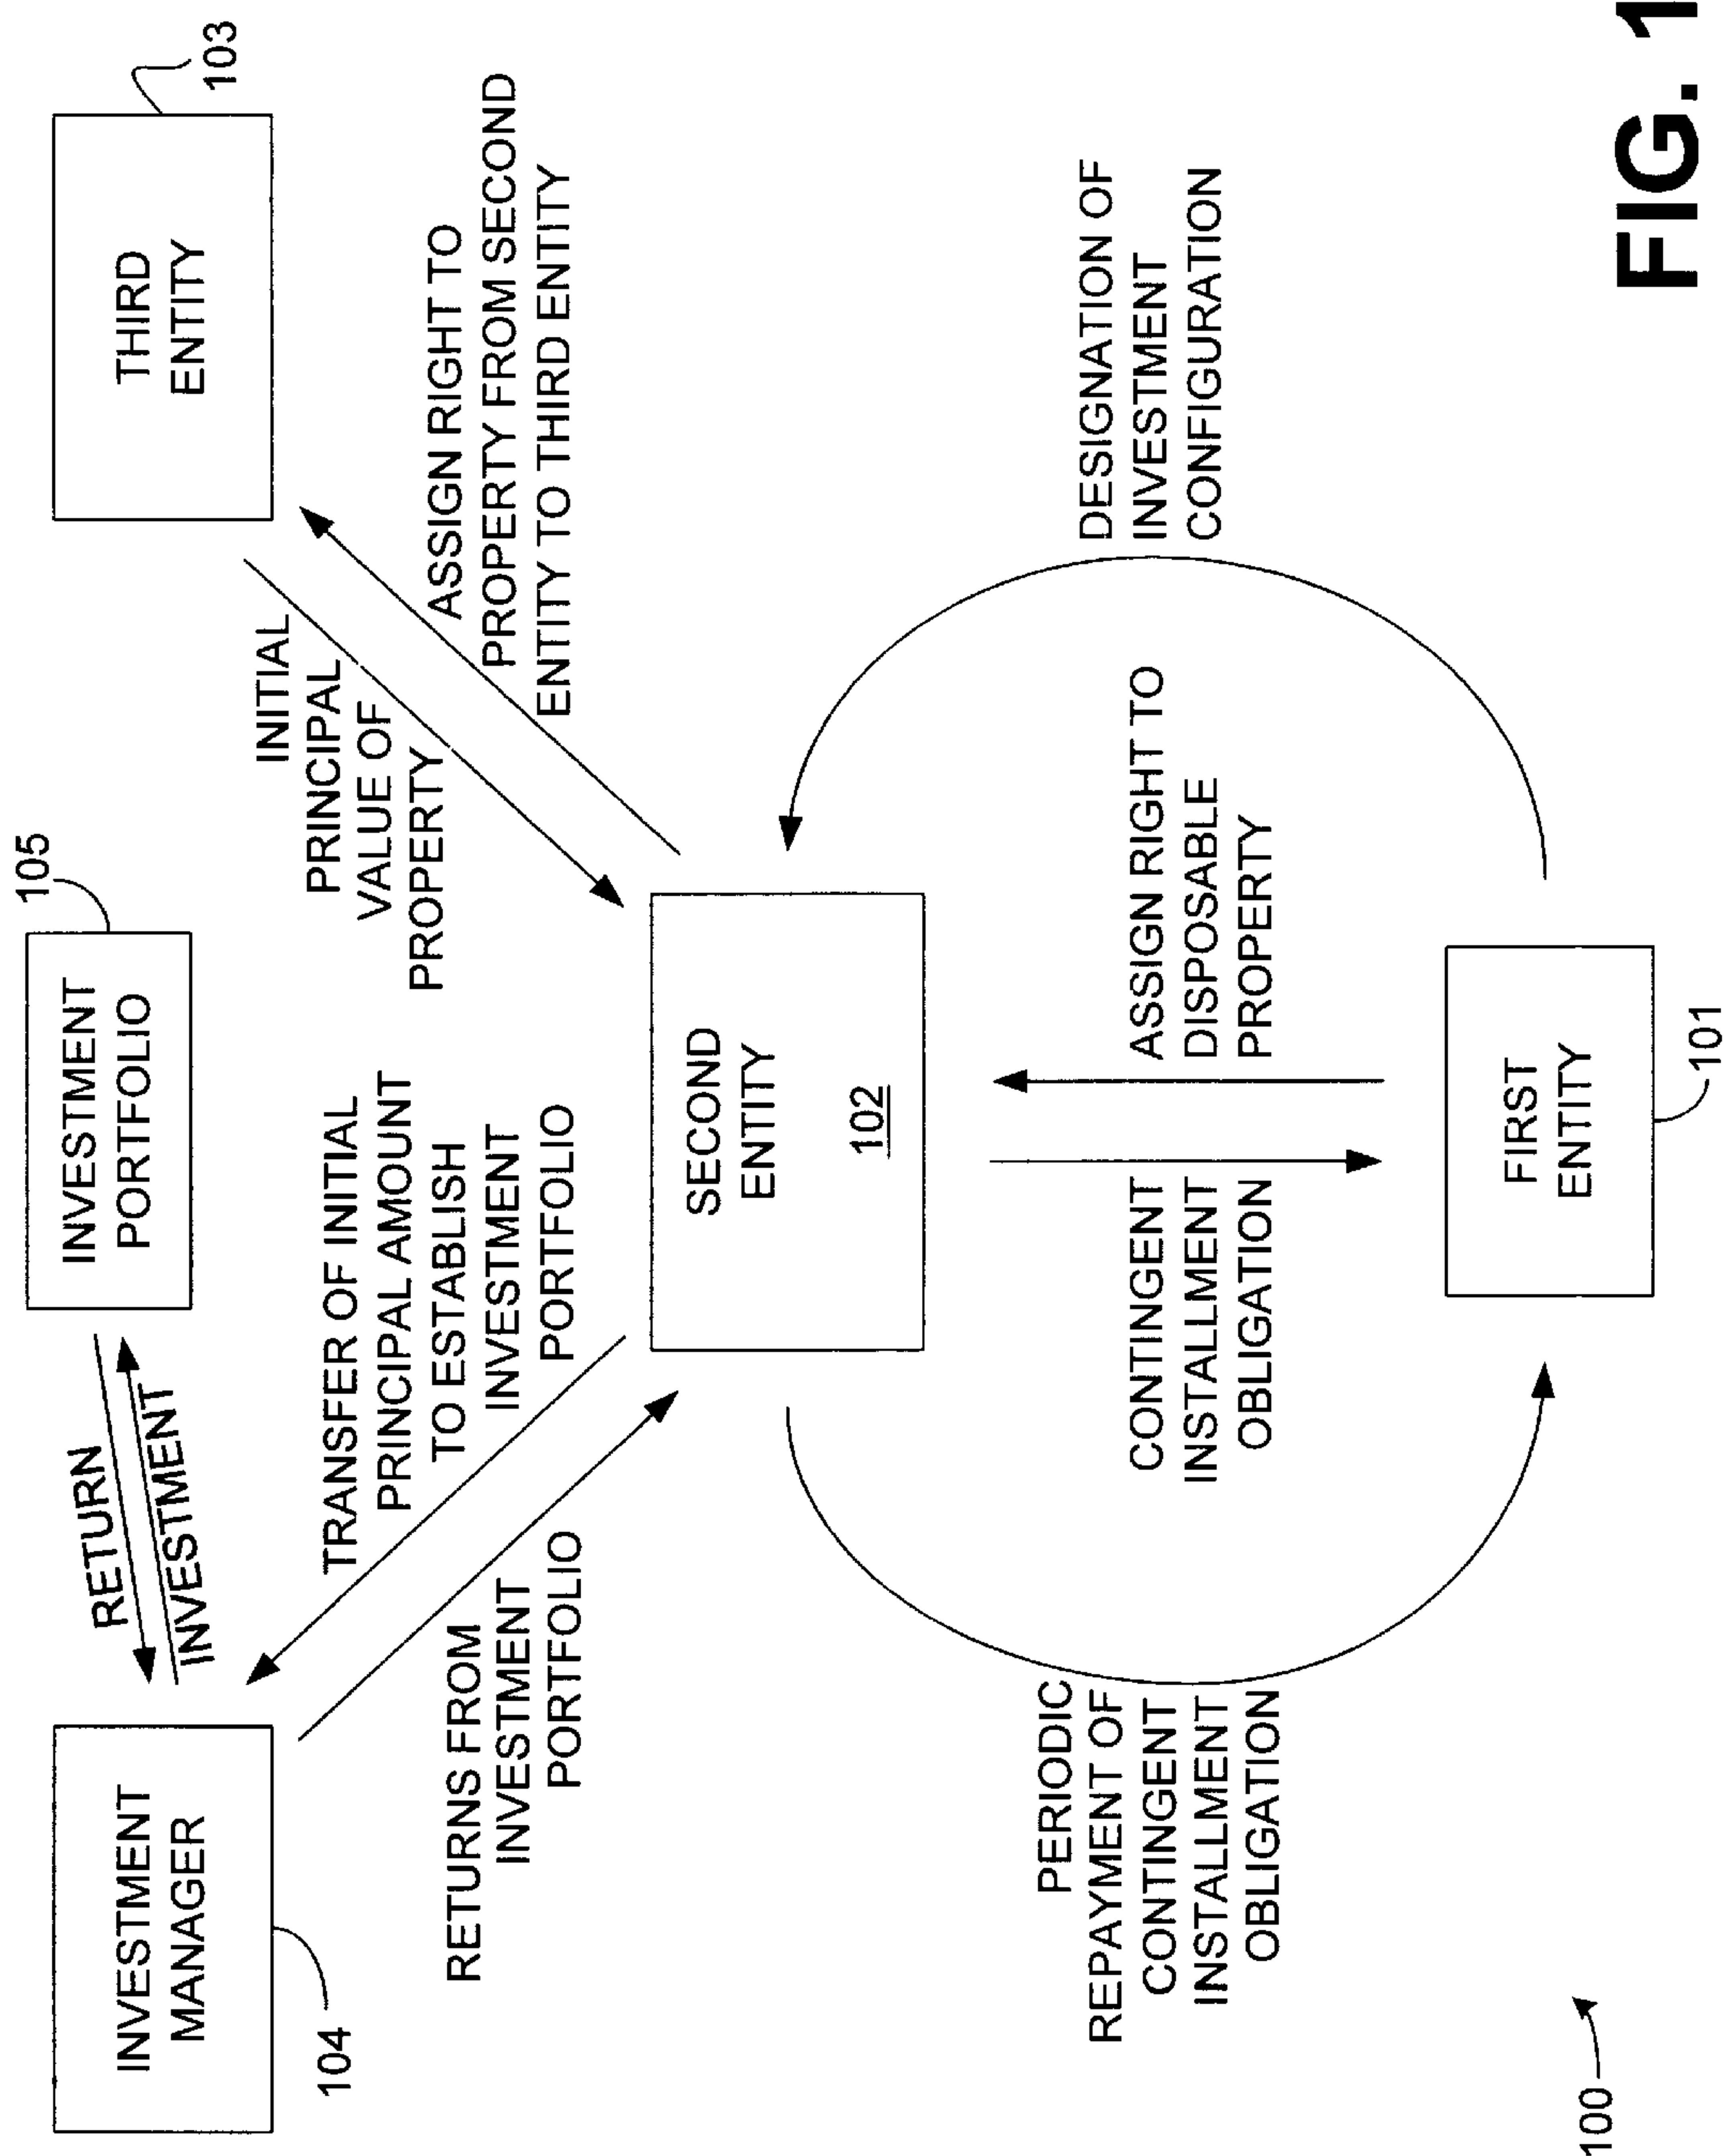 INVESTMENT
MANAGER
104
RETURN
INVESTMENT
INVESTMENT
PORTFOLIO
105
THIRD
ENTITY
103
TRANSFER OF INITIAL
PRINCIPAL AMOUNT
TO ESTABLISH
INVESTMENT
PORTFOLIO
RETURNS FROM
INVESTMENT
PORTFOLIO
INITIAL
PRINCIPAL
VALUE OF
PROPERTY
ASSIGN RIGHT TO
PROPERTY FROM SECOND
ENTITY TO THIRD ENTITY
SECOND
ENTITY
102
PERIODIC
REPAYMENT OF
CONTINGENT
INSTALLMENT
OBLIGATION
CONTINGENT
INSTALLMENT
OBLIGATION
ASSIGN RIGHT TO
DISPOSABLE
PROPERTY
DESIGNATION OF
INVESTMENT
CONFIGURATION
FIRST
ENTITY
101
100
FIG. 1